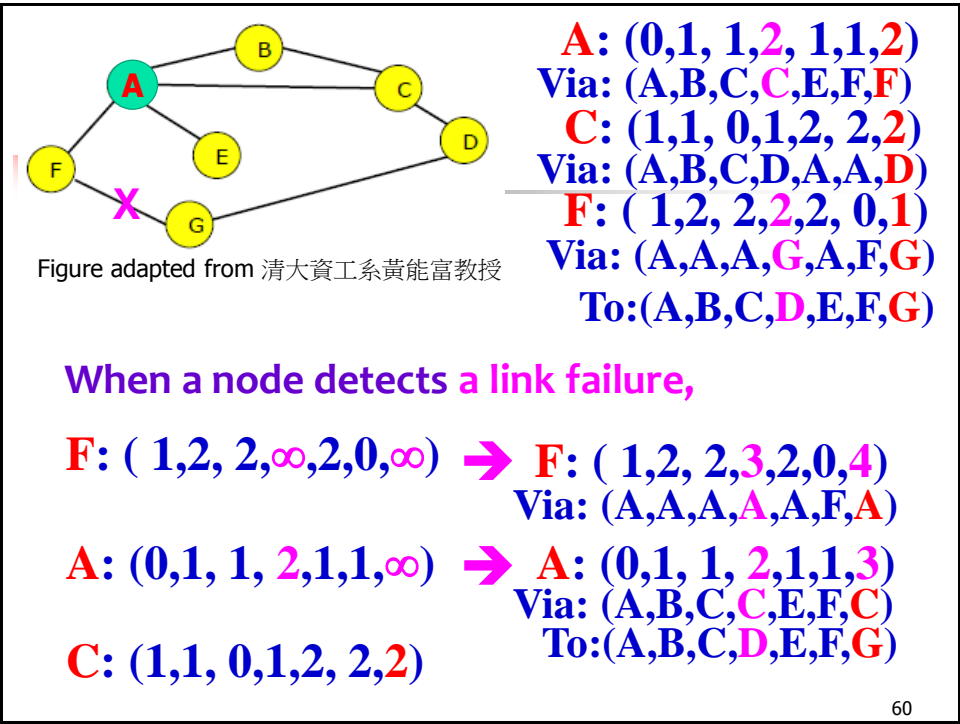 B
A
C
D
E
F
X
G
Figure adapted from 清大資工系黃能富教授
A: (0,1, 1,2, 1,1,2)
Via: (A,B,C,C,E,F,F)
C: (1,1, 0,1,2, 2,2)
Via: (A,B,C,D,A,A,D)
F: ( 1,2, 2,2,2, 0,1)
Via: (A,A,A,G,A,F,G)
To:(A,B,C,D,E,F,G)
When a node detects a link failure,
F: ( 1,2, 2,∞,2,0,∞) ➔ F: ( 1,2, 2,3,2,0,4)
Via: (A,A,A,A,A,F,A)
A: (0,1, 1, 2,1,1,∞) ➔ A: (0,1, 1, 2,1,1,3)
Via: (A,B,C,C,E,F,C)
To:(A,B,C,D,E,F,G)
C: (1,1, 0,1,2, 2,2)
60